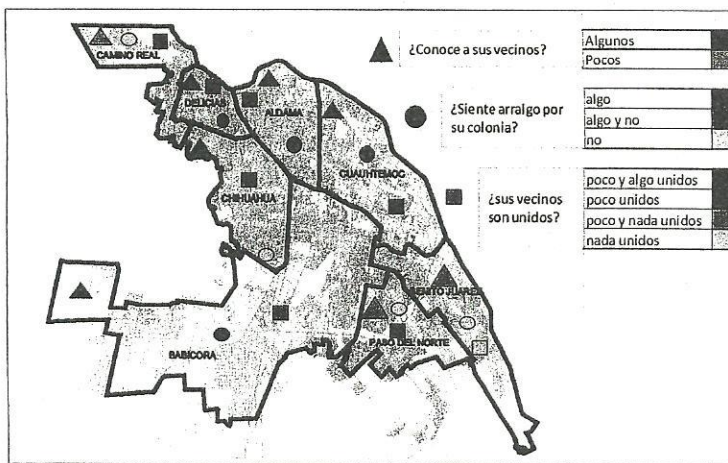 CAMINO REAL
DELICIAS
ALDAMA
CUAUHTEMOC
CHIHUAHUA
BENITO JUAREZ
PASO DEL NORTE
BABICORA
¿Conoce a sus vecinos?
Algunos
Pocos
¿Siente arraigo por
su colonia?
algo
algo y no
no
¿sus vecinos
son unidos?
poco y algo unidos
poco unidos
poco y nada unidos
nada unidos